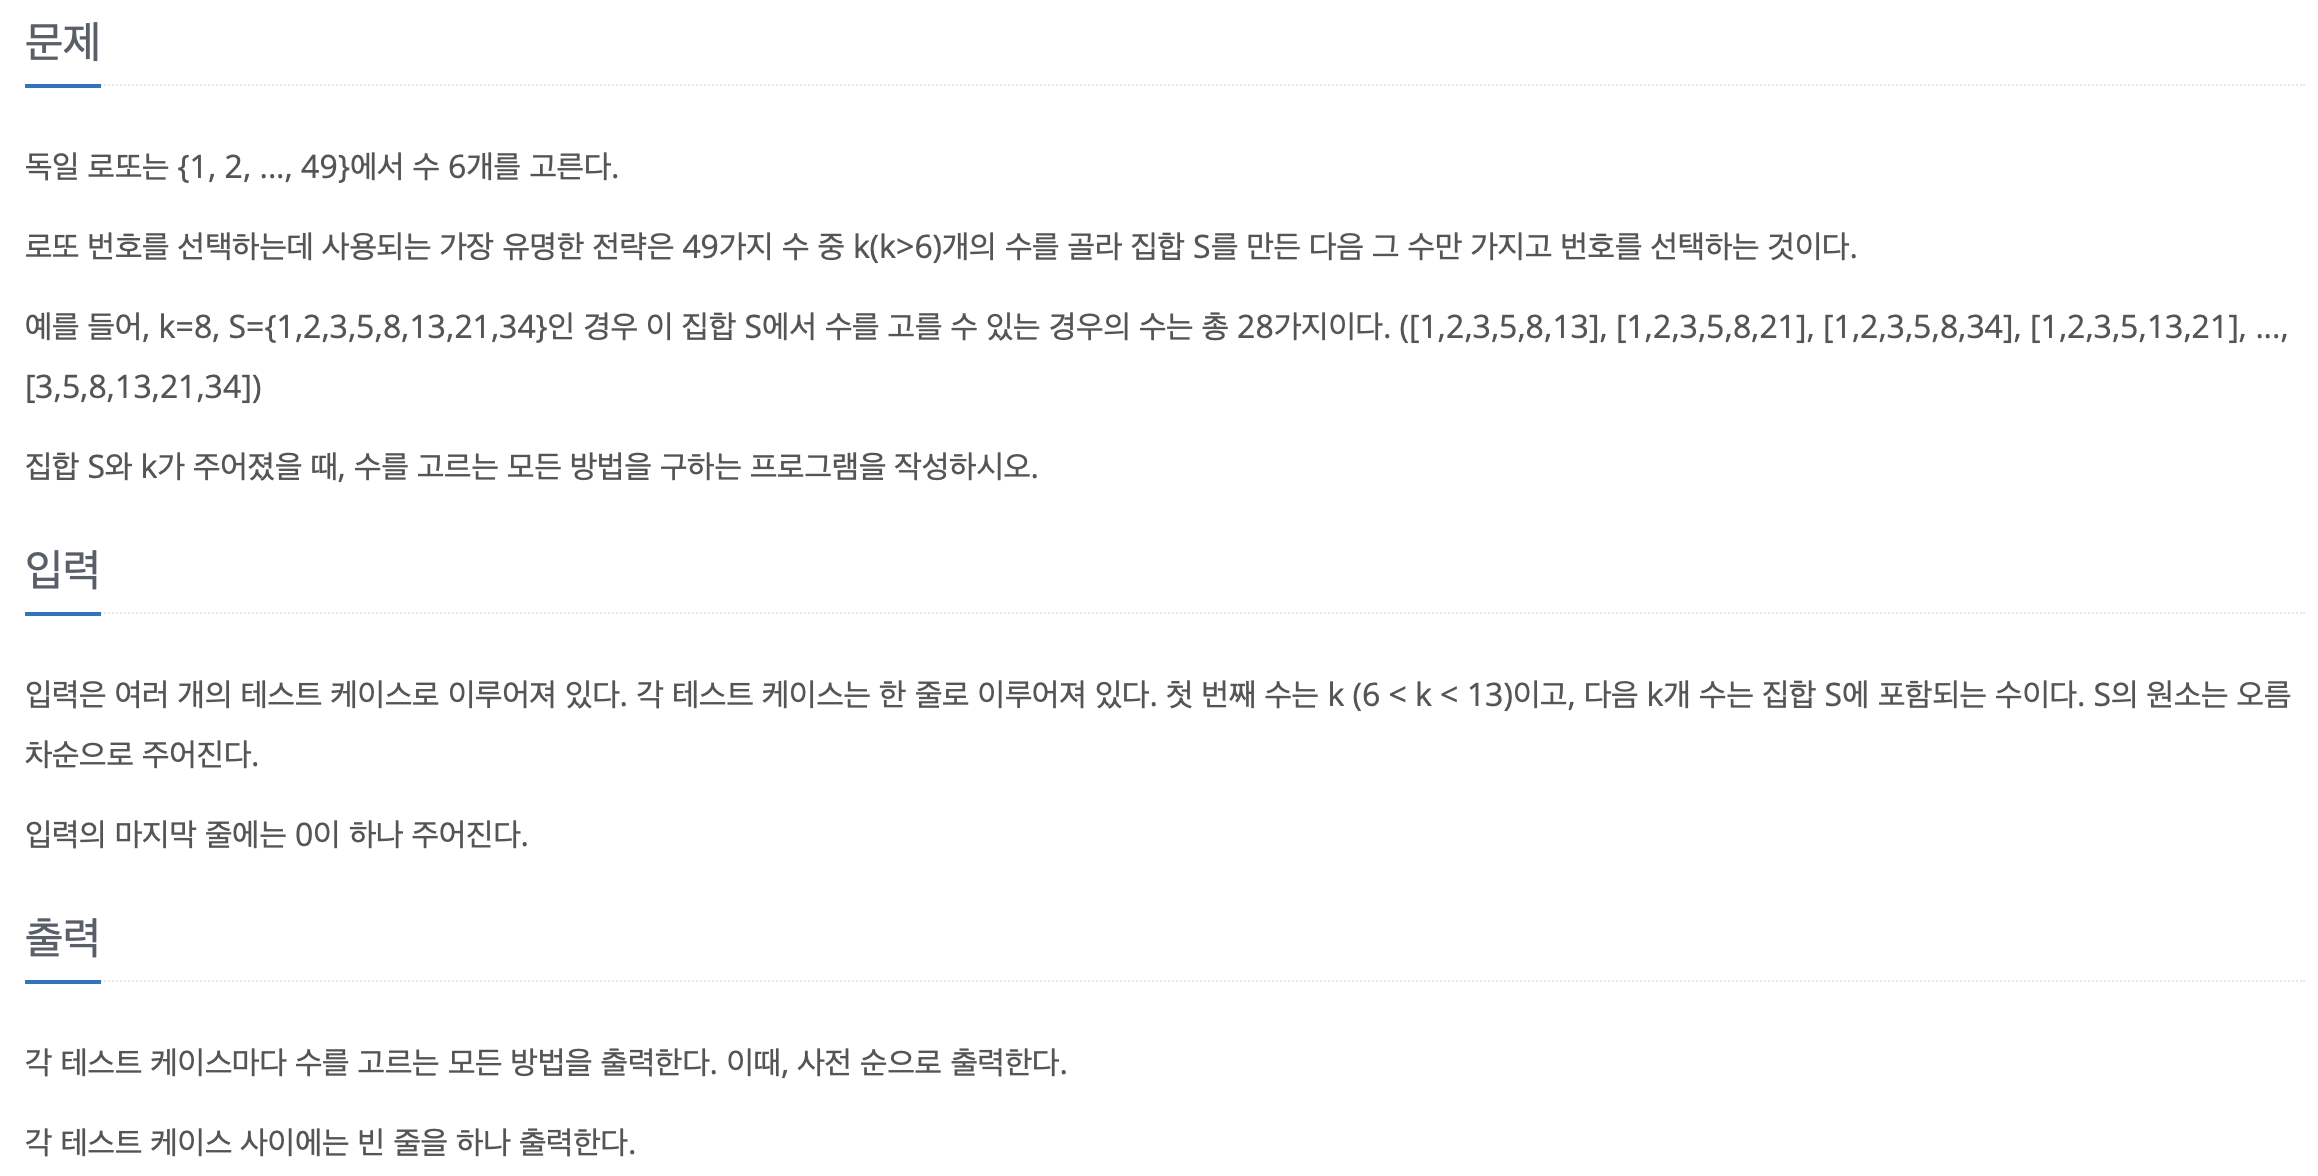 문제
독일 로또는 {1, 2, ..., 49}에서 수 6개를 고른다.
로또 번호를 선택하는데 사용되는 가장 유명한 전략은 49가지 수 중 k(k>6)개의 수를 골라 집합 S를 만든 다음 그 수만 가지고 번호를 선택하는 것이다.
예를 들어, k=8, S={1,2,3,5,8,13,21,34}인 경우 이 집합 S에서 수를 고를 수 있는 경우의 수는 총 28가지이다. ([1,2,3,5,8,13], [1,2,3,5,8,21], [1,2,3,5,8,34], [1,2,3,5,13,21], ...,
[3,5,8,13,21,34])
집합 S와 k가 주어졌을 때, 수를 고르는 모든 방법을 구하는 프로그램을 작성하시오.
입력
입력은 여러 개의 테스트 케이스로 이루어져 있다. 각 테스트 케이스는 한 줄로 이루어져 있다. 첫 번째 수는 k (6 < k < 13)이고, 다음 k개 수는 집합 S에 포함되는 수이다. S의 원소는 오름
차순으로 주어진다.
입력의 마지막 줄에는 0이 하나 주어진다.
출력
각 테스트 케이스마다 수를 고르는 모든 방법을 출력한다. 이때, 사전 순으로 출력한다.
각 테스트 케이스 사이에는 빈 줄을 하나 출력한다.